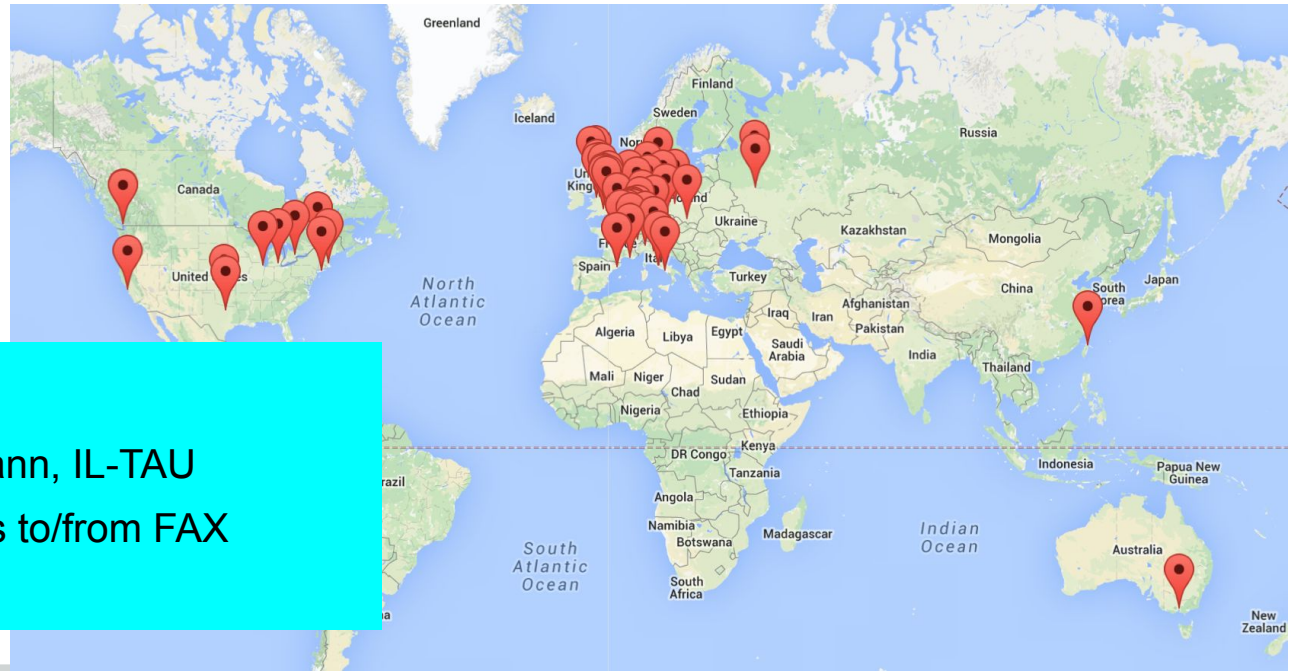 Greenland
Finland
Iceland
Sweden
Russia
Canada
Ukraine
Kazakhstan
Mongolia
United
Spain
Turkey
China
South
Japan
North
Atlantic
Ocean
Afghanistan
Iraq
Iran
Pakistan
Algeria
Libya
Egypt
Saudi
Arabia
India
Thailand
Mali
Niger
Chad
Sudan
Nigeria
Ethiopia
ann, IL-TAU
s to/from FAX
DR Congo
Kenya
Tanzania
Indonesia
Papua New
Guinea
razil
Angola
Namibia
Botswana
Madagascar
Indian
Ocean
Australia
South
Atlantic
Ocean
South
Africa
New
Zealand